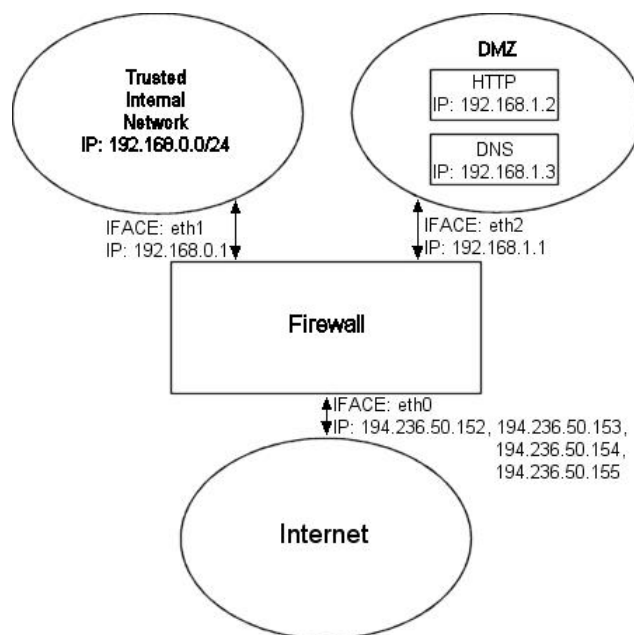 Trusted
Internal
Network
IP: 192.168.0.0/24
DMZ
HTTP
IP: 192.168.1.2
DNS
IP: 192.168.1.3
IFACE: eth1
IP: 192.168.0.1
IFACE: eth2
IP: 192.168.1.1
Firewall
IFACE: eth0
IP: 194.236.50.152, 194.236.50.153,
194.236.50.154,
194.236.50.155
Internet